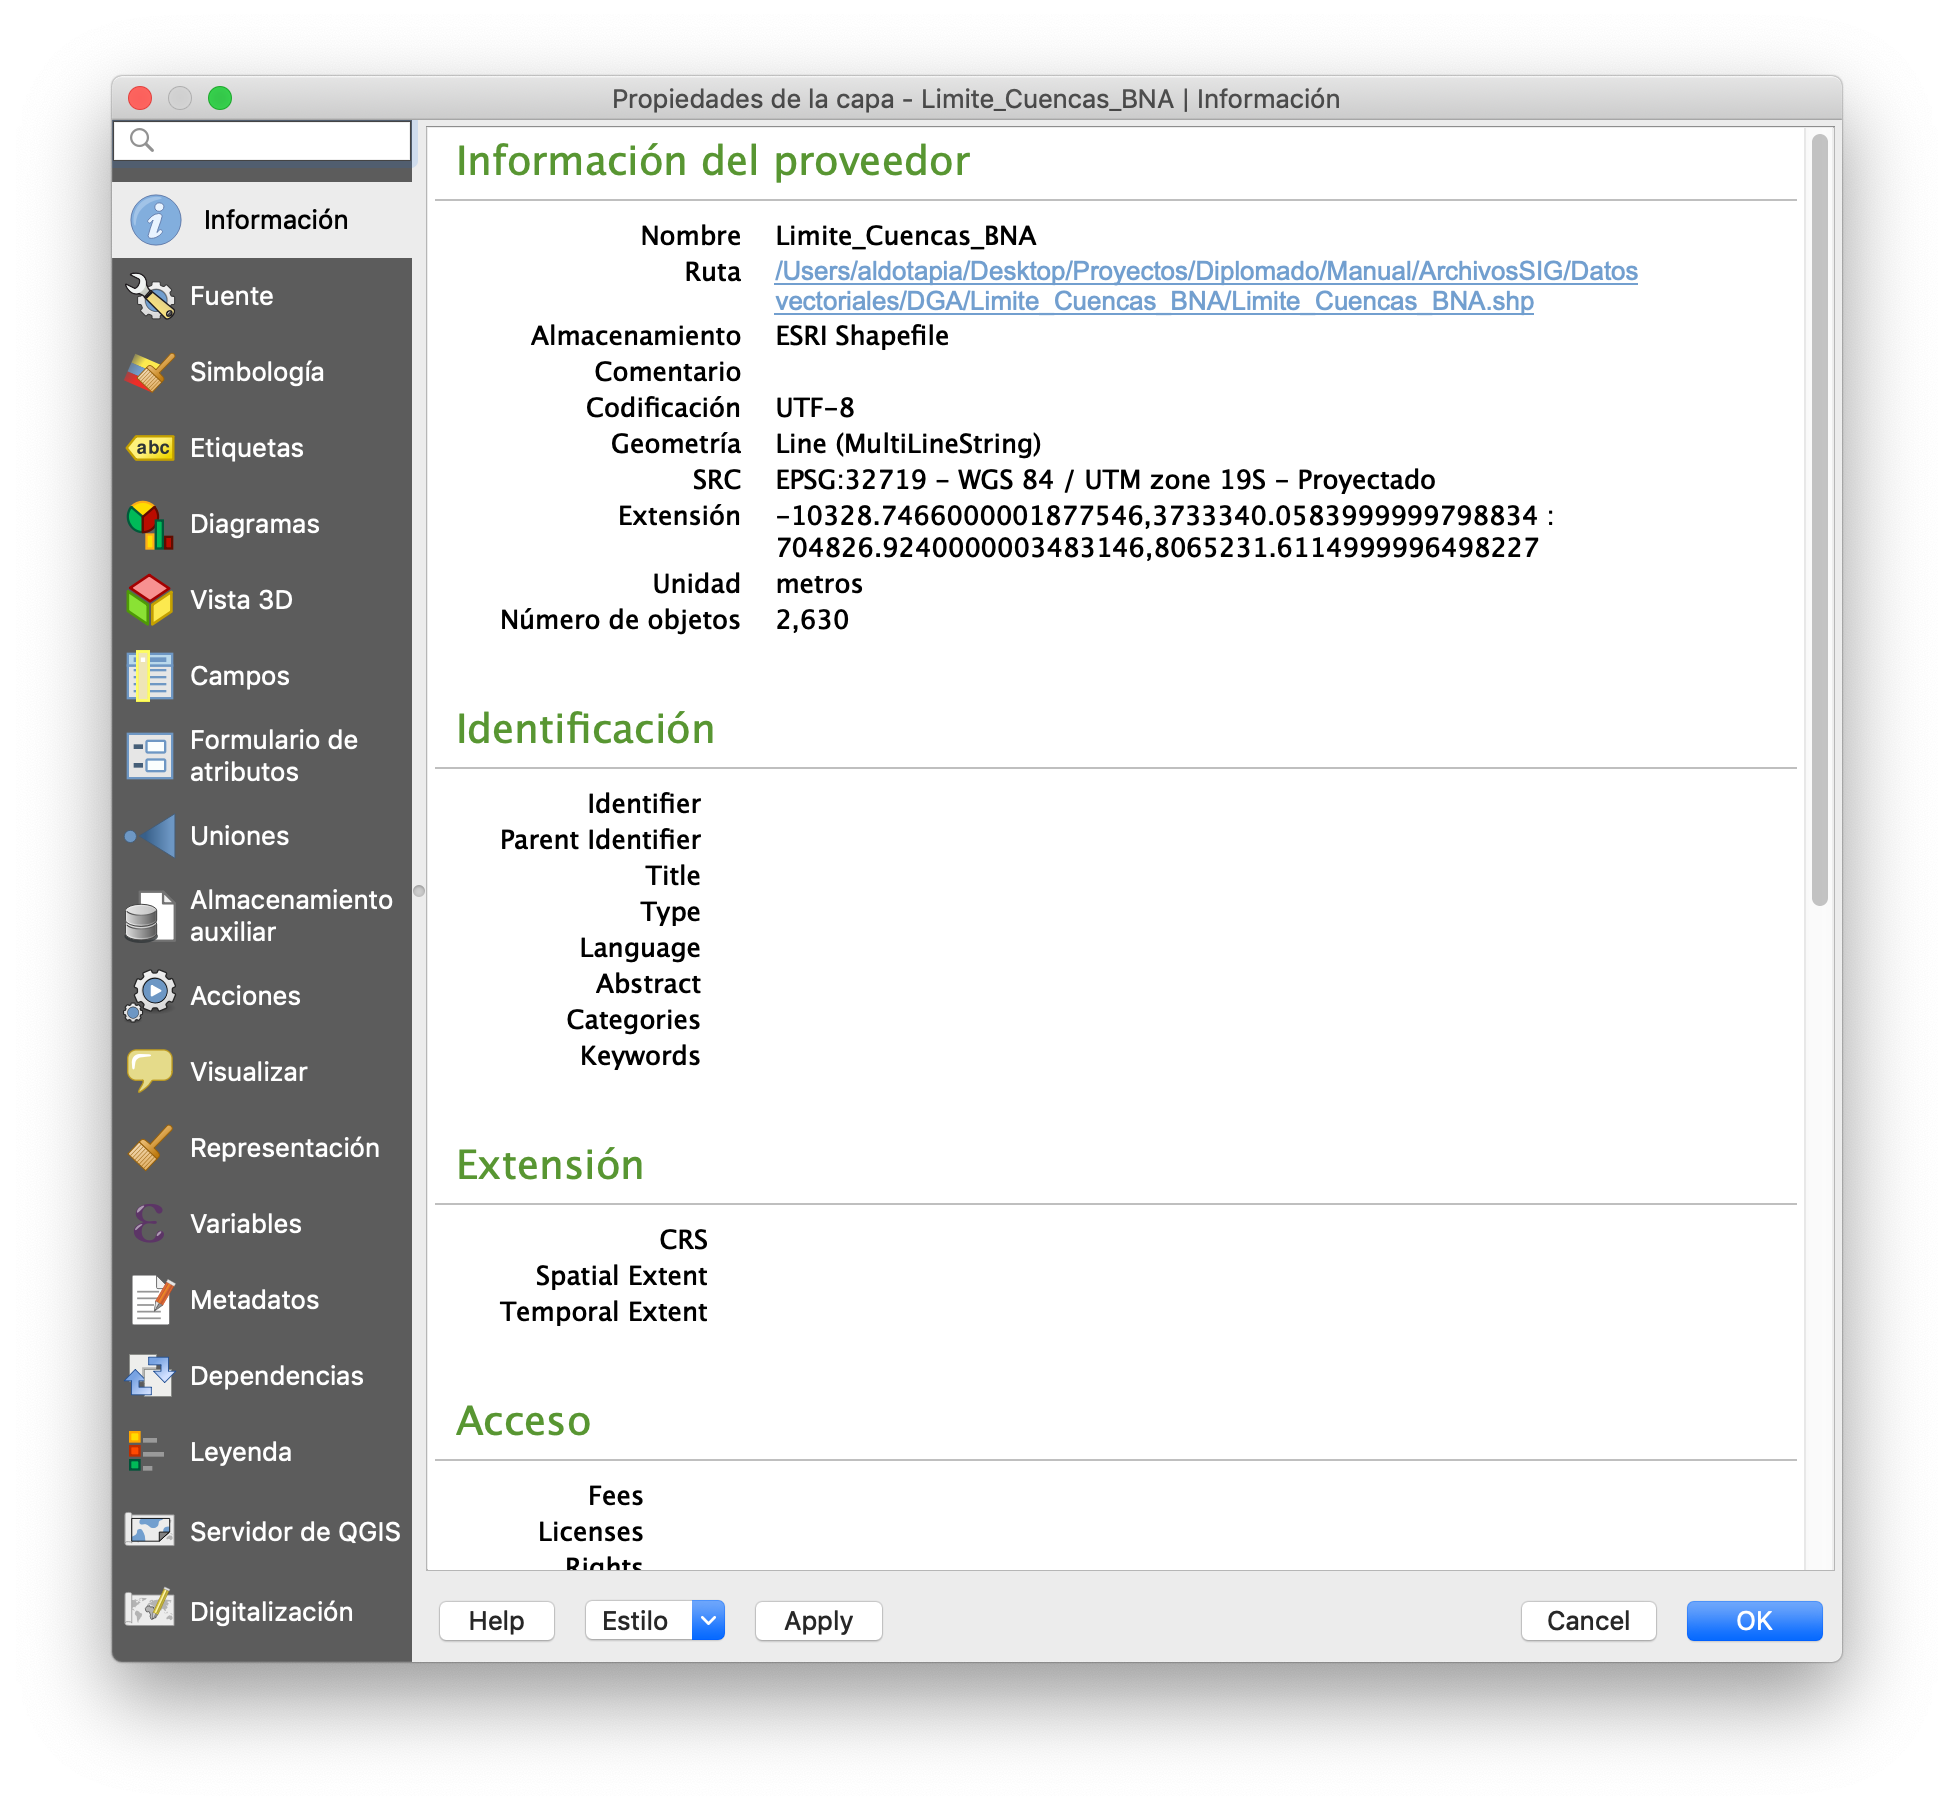 Propiedades de la capa - Limite_Cuencas_BNA | Información
Información
Fuente
Simbología
abc Etiquetas
Diagramas
Vista 3D
Campos
Formulario de
atributos
Uniones
Almacenamiento
auxiliar
Acciones
Visualizar
Representación
Variables
Metadatos
Dependencias
Leyenda
Servidor de QGIS
Digitalización
Información del proveedor
Nombre Limite_Cuencas_BNA
Ruta /Users/aldotapia/Desktop/Proyectos/Diplomado/Manual/ArchivosSIG/Datos
vectoriales/DGA/Limite_Cuencas_BNA/Limite_Cuencas_BNA.shp
Almacenamiento ESRI Shapefile
Comentario
Codificación UTF-8
Geometría Line (MultiLineString)
SRC EPSG:32719 - WGS 84 / UTM zone 19S - Proyectado
Extensión -10328.7466000001877546,3733340.0583999999798834 :
704826.9240000003483146,8065231.6114999996498227
Unidad metros
Número de objetos 2,630
Identificación
Identifier
Parent Identifier
Title
Type
Language
Abstract
Categories
Keywords
Extensión
CRS
Spatial Extent
Temporal Extent
Acceso
Fees
Licenses
Rights
Help Estilo Apply Cancel OK